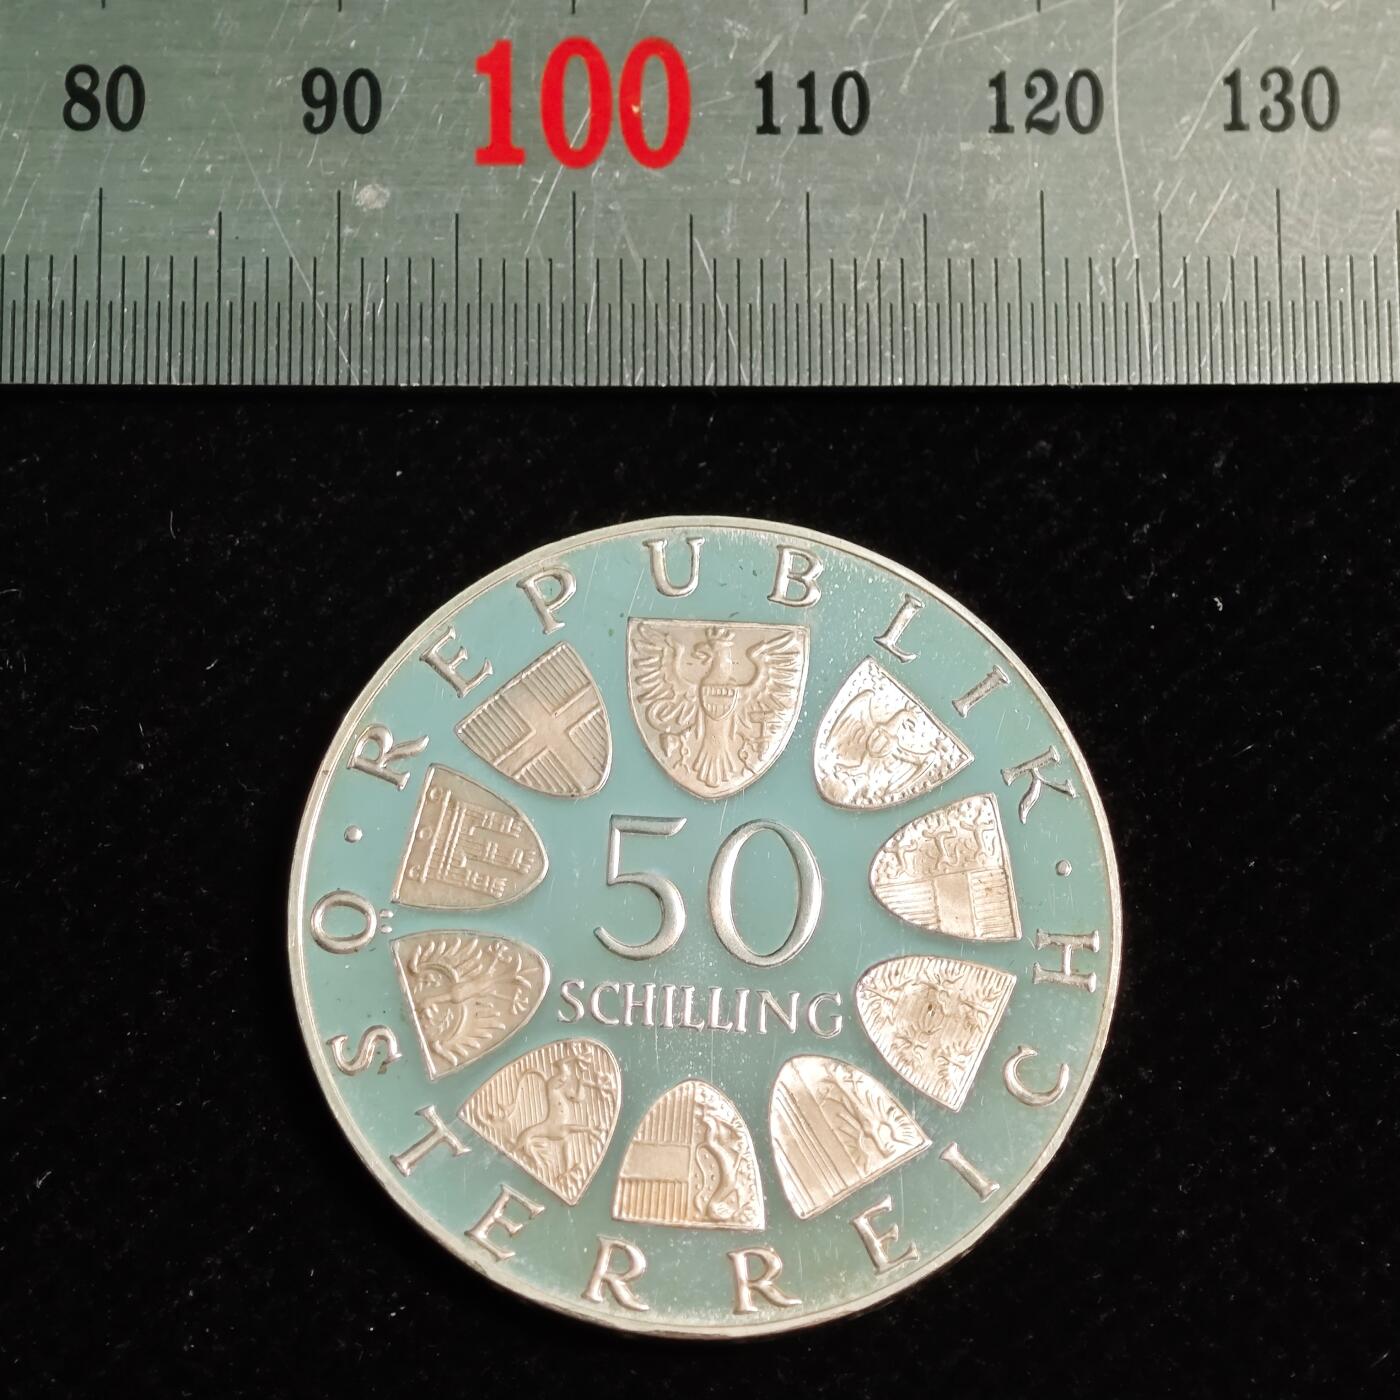 80 90 100 110 120 130
REPUBLIK · ÖSTERREICH ·
50
SCHILLING